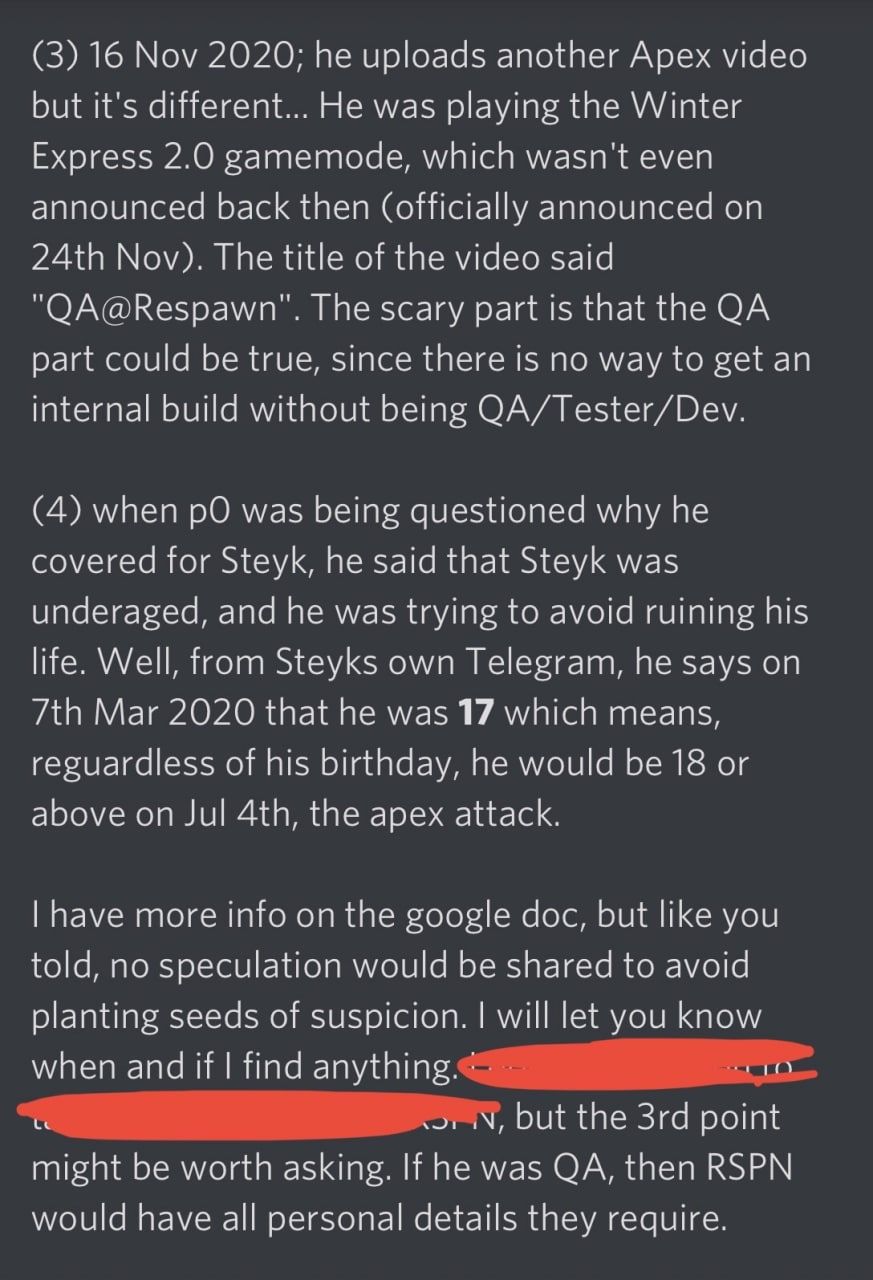 (3) 16 Nov 2020; he uploads another Apex video
but it's different... He was playing the Winter
Express 2.0 gamemode, which wasn't even
announced back then (officially announced on
24th Nov). The title of the video said
"QA@Respawn". The scary part is that the QA
part could be true, since there is no way to get an
internal build without being QA/Tester/Dev.
(4) when p0 was being questioned why he
covered for Steyk, he said that Steyk was
underaged, and he was trying to avoid ruining his
life. Well, from Steyks own Telegram, he says on
7th Mar 2020 that he was 17 which means,
reguardless of his birthday, he would be 18 or
above on Jul 4th, the apex attack.
I have more info on the google doc, but like you
told, no speculation would be shared to avoid
planting seeds of suspicion. I will let you know
when and if I find anything.
, but the 3rd point
might be worth asking. If he was QA, then RSPN
would have all personal details they require.